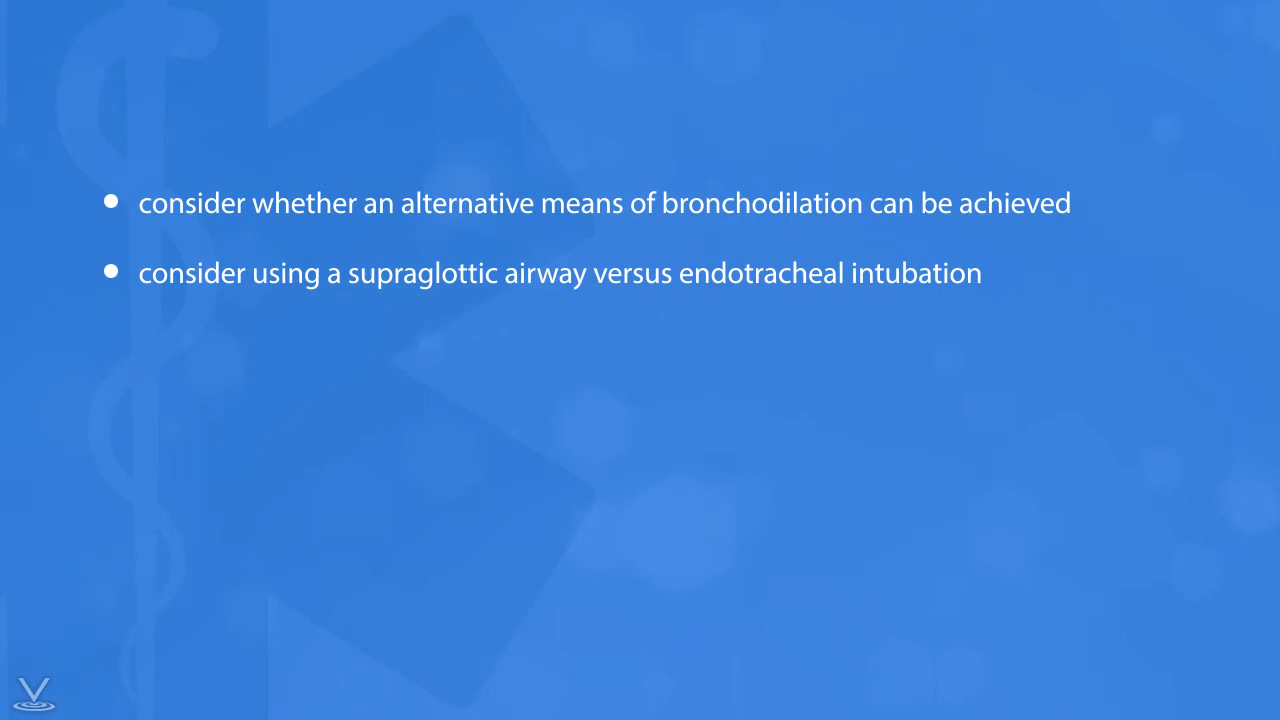 consider whether an alternative means of bronchodilation can be achieved
consider using a supraglottic airway versus endotracheal intubation